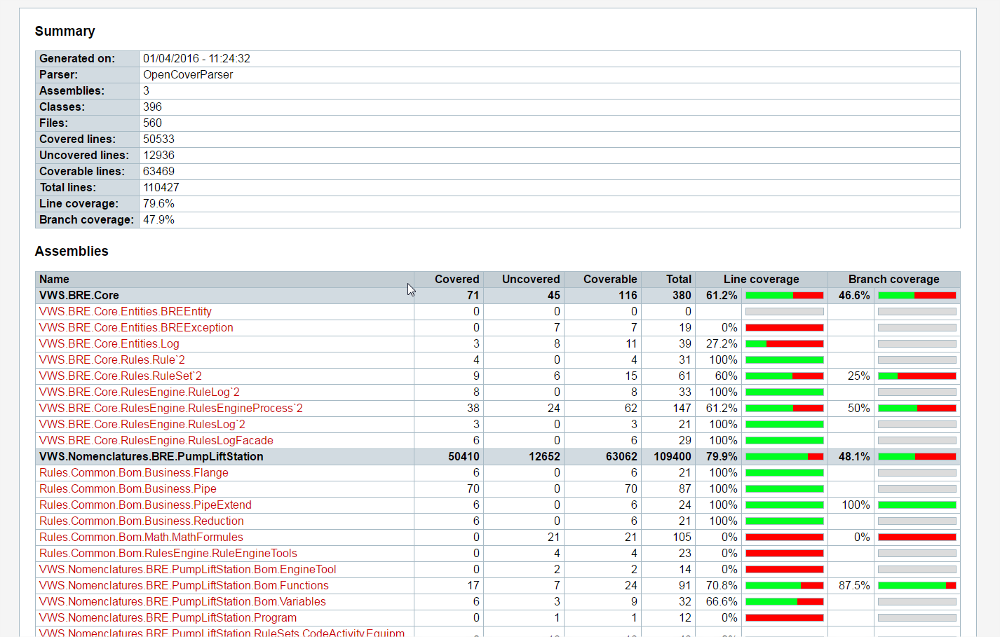 Summary
Generated on: 01/04/2016 - 11:24:32
Parser: OpenCoverParser
Assemblies: 3
Classes: 396
Files: 560
Covered lines: 50533
Uncovered lines: 12936
Coverable lines: 63469
Total lines: 110427
Line coverage: 79.6%
Branch coverage: 47.9%
Assemblies
Name Covered Uncovered Coverable Total Line coverage Branch coverage
VWS.BRE.Core 71 45 116 380 61.2% 46.6%
VWS.BRE.Core.Entities.BREEntity 0 0 0 0
VWS.BRE.Core.Entities.BREException 0 7 7 19 0%
VWS.BRE.Core.Entities.Log 3 8 11 39 27.2%
VWS.BRE.Core.Rules.Rule`2 4 0 4 31 100%
VWS.BRE.Core.Rules.RuleSet`2 9 6 15 61 60% 25%
VWS.BRE.Core.RulesEngine.RuleLog`2 8 0 8 33 100%
VWS.BRE.Core.RulesEngine.RulesEngineProcess`2 38 24 62 147 61.2% 50%
VWS.BRE.Core.RulesEngine.RulesLog`2 3 0 3 21 100%
VWS.BRE.Core.RulesEngine.RulesLogFacade 6 0 6 29 100%
VWS.Nomenclatures.BRE.PumpLiftStation 50410 12652 63062 109400 79.9% 48.1%
Rules.Common.Bom.Business.Flange 6 0 6 21 100%
Rules.Common.Bom.Business.Pipe 70 0 70 87 100%
Rules.Common.Bom.Business.PipeExtend 6 0 6 24 100% 100%
Rules.Common.Bom.Business.Reduction 6 0 6 21 100%
Rules.Common.Bom.Math.MathFormules 0 21 21 105 0% 0%
Rules.Common.Bom.RulesEngine.RuleEngineTools 0 4 4 23 0%
VWS.Nomenclatures.BRE.PumpLiftStation.Bom.EngineTool 0 2 2 14 0%
VWS.Nomenclatures.BRE.PumpLiftStation.Bom.Functions 17 7 24 91 70.8% 87.5%
VWS.Nomenclatures.BRE.PumpLiftStation.Bom.Variables 6 3 9 32 66.6%
VWS.Nomenclatures.BRE.PumpLiftStation.Program 0 1 1 12 0%
VWS.Nomenclatures.BRE.PumpLiftStation.RuleSets.CodeActivity.Equipm